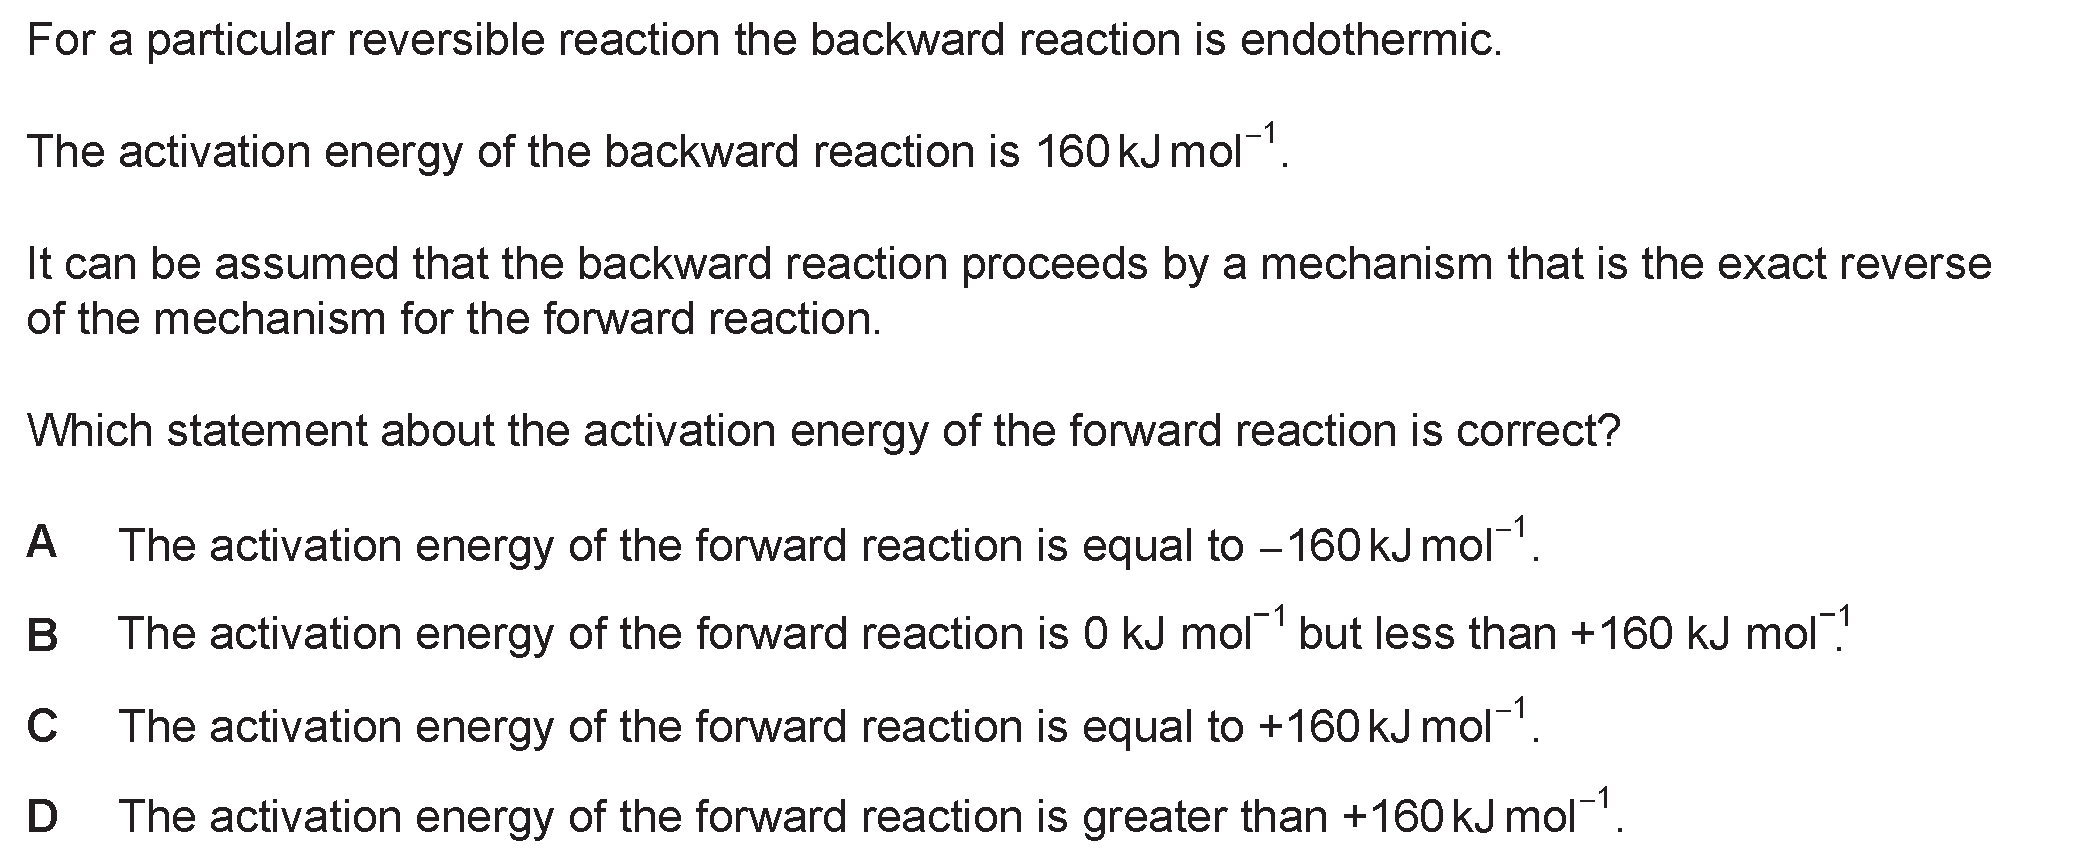 For a particular reversible reaction the backward reaction is endothermic.
The activation energy of the backward reaction is 160 kJ mol⁻¹.
It can be assumed that the backward reaction proceeds by a mechanism that is the exact reverse
of the mechanism for the forward reaction.
Which statement about the activation energy of the forward reaction is correct?
A The activation energy of the forward reaction is equal to –160 kJ mol⁻¹.
B The activation energy of the forward reaction is 0 kJ mol⁻¹ but less than +160 kJ mol⁻¹.
C The activation energy of the forward reaction is equal to +160 kJ mol⁻¹.
D The activation energy of the forward reaction is greater than +160 kJ mol⁻¹.